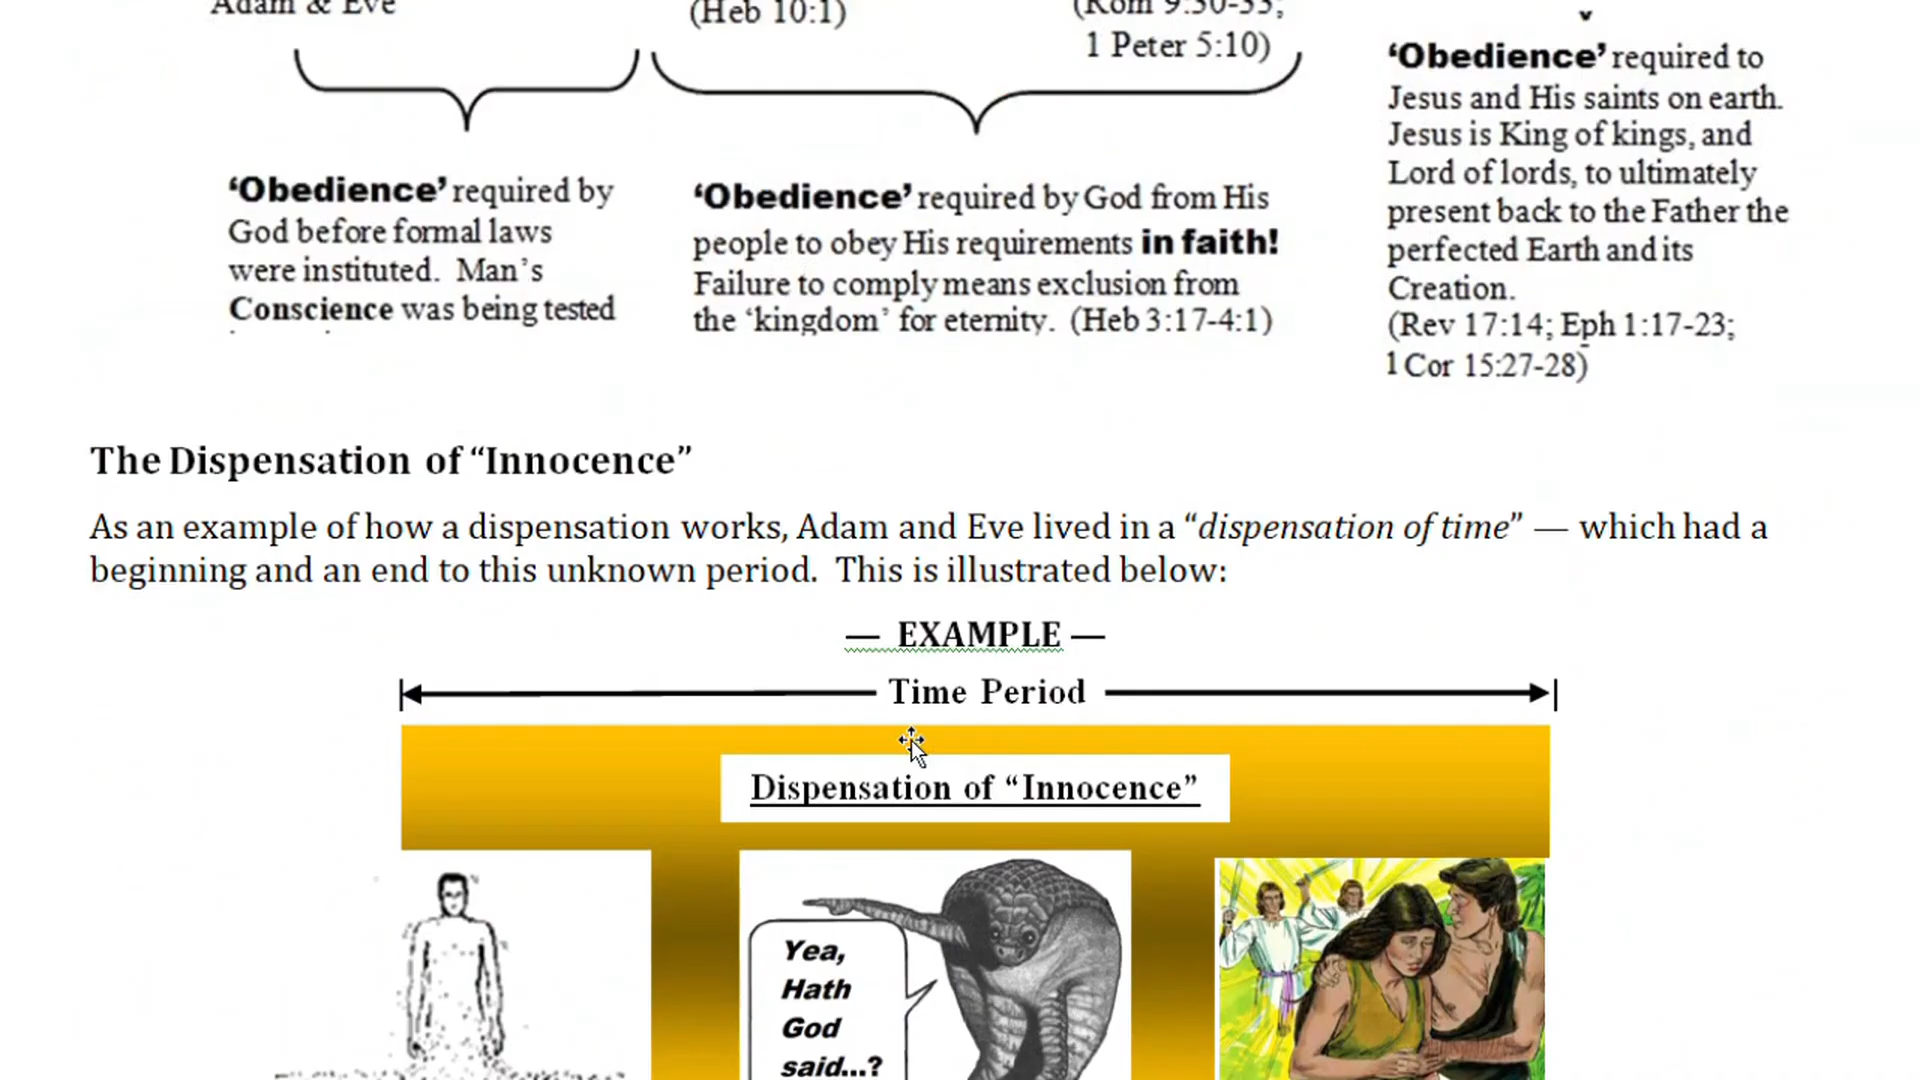 Adam & Eve
(Heb 10:1)
(Rom 9:30-33;
1 Peter 5:10)
‘Obedience’ required by
God before formal laws
were instituted.  Man’s
Conscience was being tested
‘Obedience’ required by God from His
people to obey His requirements in faith!
Failure to comply means exclusion from
the ‘kingdom’ for eternity.  (Heb 3:17-4:1)
‘Obedience’ required to
Jesus and His saints on earth.
Jesus is King of kings, and
Lord of lords, to ultimately
present back to the Father the
perfected Earth and its
Creation.
(Rev 17:14; Eph 1:17-23;
1 Cor 15:27-28)
The Dispensation of “Innocence”
As an example of how a dispensation works, Adam and Eve lived in a “dispensation of time” — which had a
beginning and an end to this unknown period.  This is illustrated below:
— EXAMPLE —
Time Period
Dispensation of “Innocence”
Yea,
Hath
God
said...?